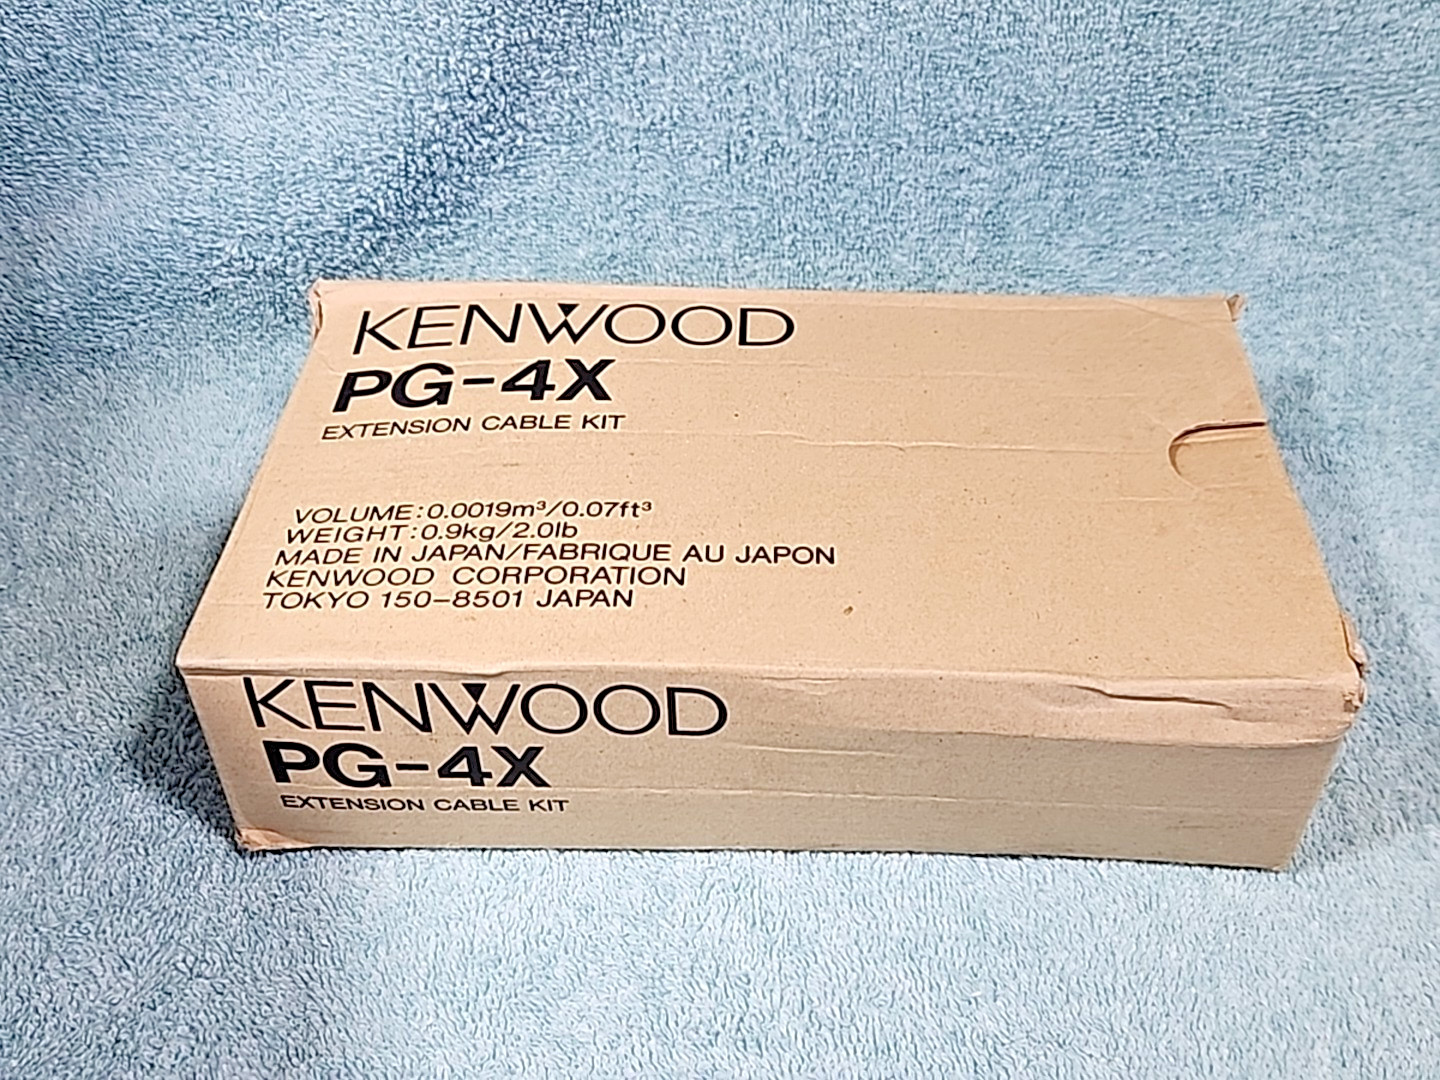 KENWOOD
PG-4X
EXTENSION CABLE KIT
VOLUME:0.0019m³/0.07ft³
WEIGHT:0.9kg/2.0lb
MADE IN JAPAN/FABRIQUE AU JAPON
KENWOOD CORPORATION
TOKYO 150-8501 JAPAN
KENWOOD
PG-4X
EXTENSION CABLE KIT